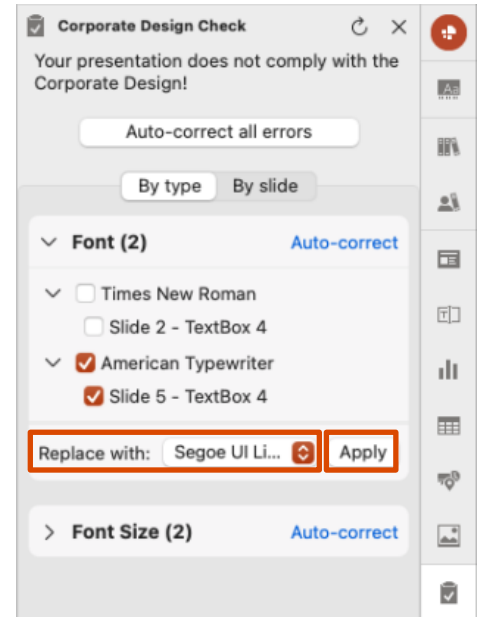 Corporate Design Check
Your presentation does not comply with the
Corporate Design!
Auto-correct all errors
By type By slide
Font (2) Auto-correct
Times New Roman
Slide 2 - TextBox 4
American Typewriter
Slide 5 - TextBox 4
Replace with: Segoe UI Li... Apply
Font Size (2) Auto-correct
Aa
T